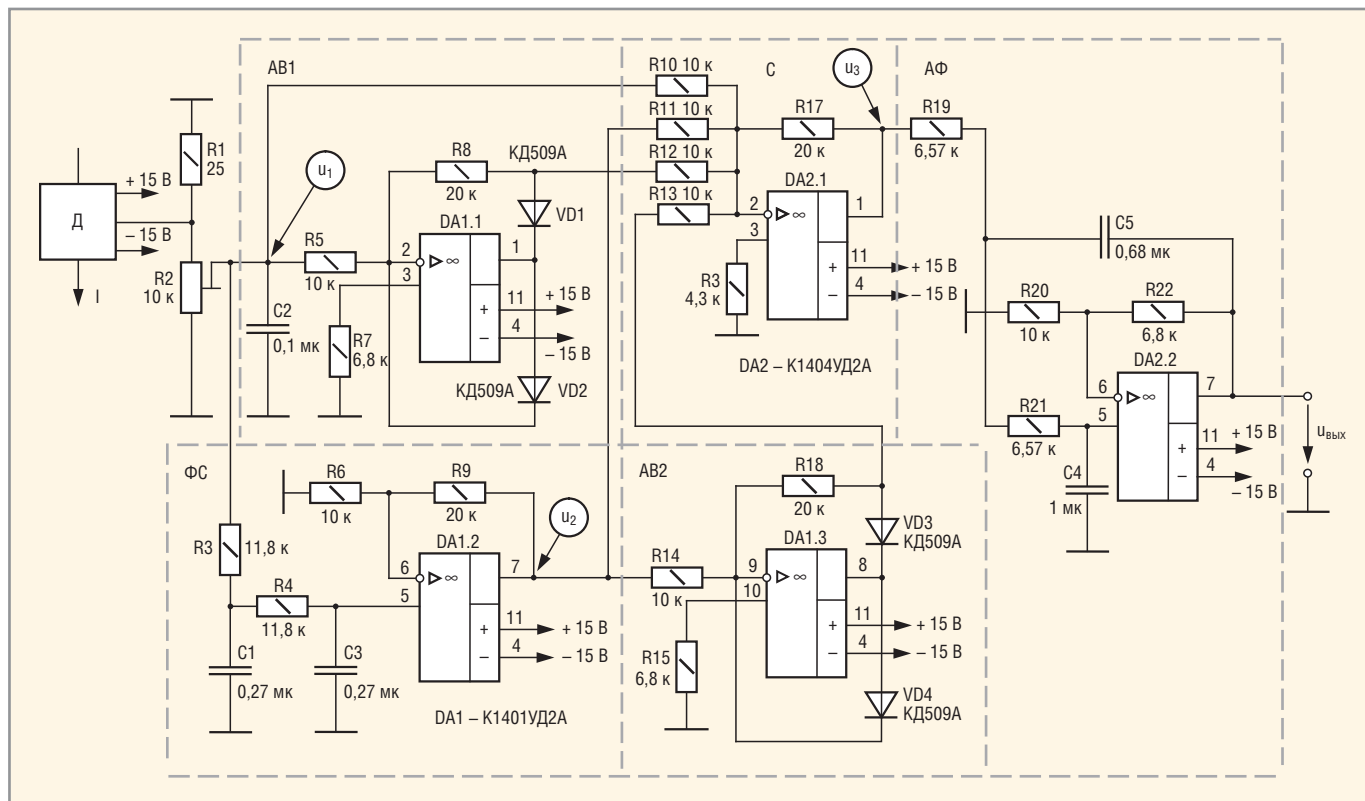 АВ1
С
АФ
ФС
АВ2
Д
+ 15 В
– 15 В
I
R1
25
R2
10 к
u1
C2
0,1 мк
R5
10 к
R7
6,8 к
R8
20 к
КД509А
VD1
DA1.1
2
3
▷ ∞
1
11
4
+
–
+ 15 В
– 15 В
КД509А
VD2
R10 10 к
R11 10 к
R12 10 к
R13 10 к
R17
20 к
u3
DA2.1
2
3
▷ ∞
1
11
4
+
–
+ 15 В
– 15 В
R3
4,3 к
DA2 – К1404УД2А
R19
6,57 к
C5
0,68 мк
R20
10 к
R22
6,8 к
DA2.2
6
5
▷ ∞
7
11
4
+
–
+ 15 В
– 15 В
R21
6,57 к
C4
1 мк
uвых
R3
11,8 к
R4
11,8 к
C1
0,27 мк
C3
0,27 мк
R6
10 к
R9
20 к
u2
DA1.2
6
5
▷ ∞
7
11
4
+
–
+ 15 В
– 15 В
DA1 – К1401УД2А
R14
10 к
R15
6,8 к
R18
20 к
VD3
КД509А
DA1.3
9
10
▷ ∞
8
11
4
+
–
+ 15 В
– 15 В
VD4
КД509А